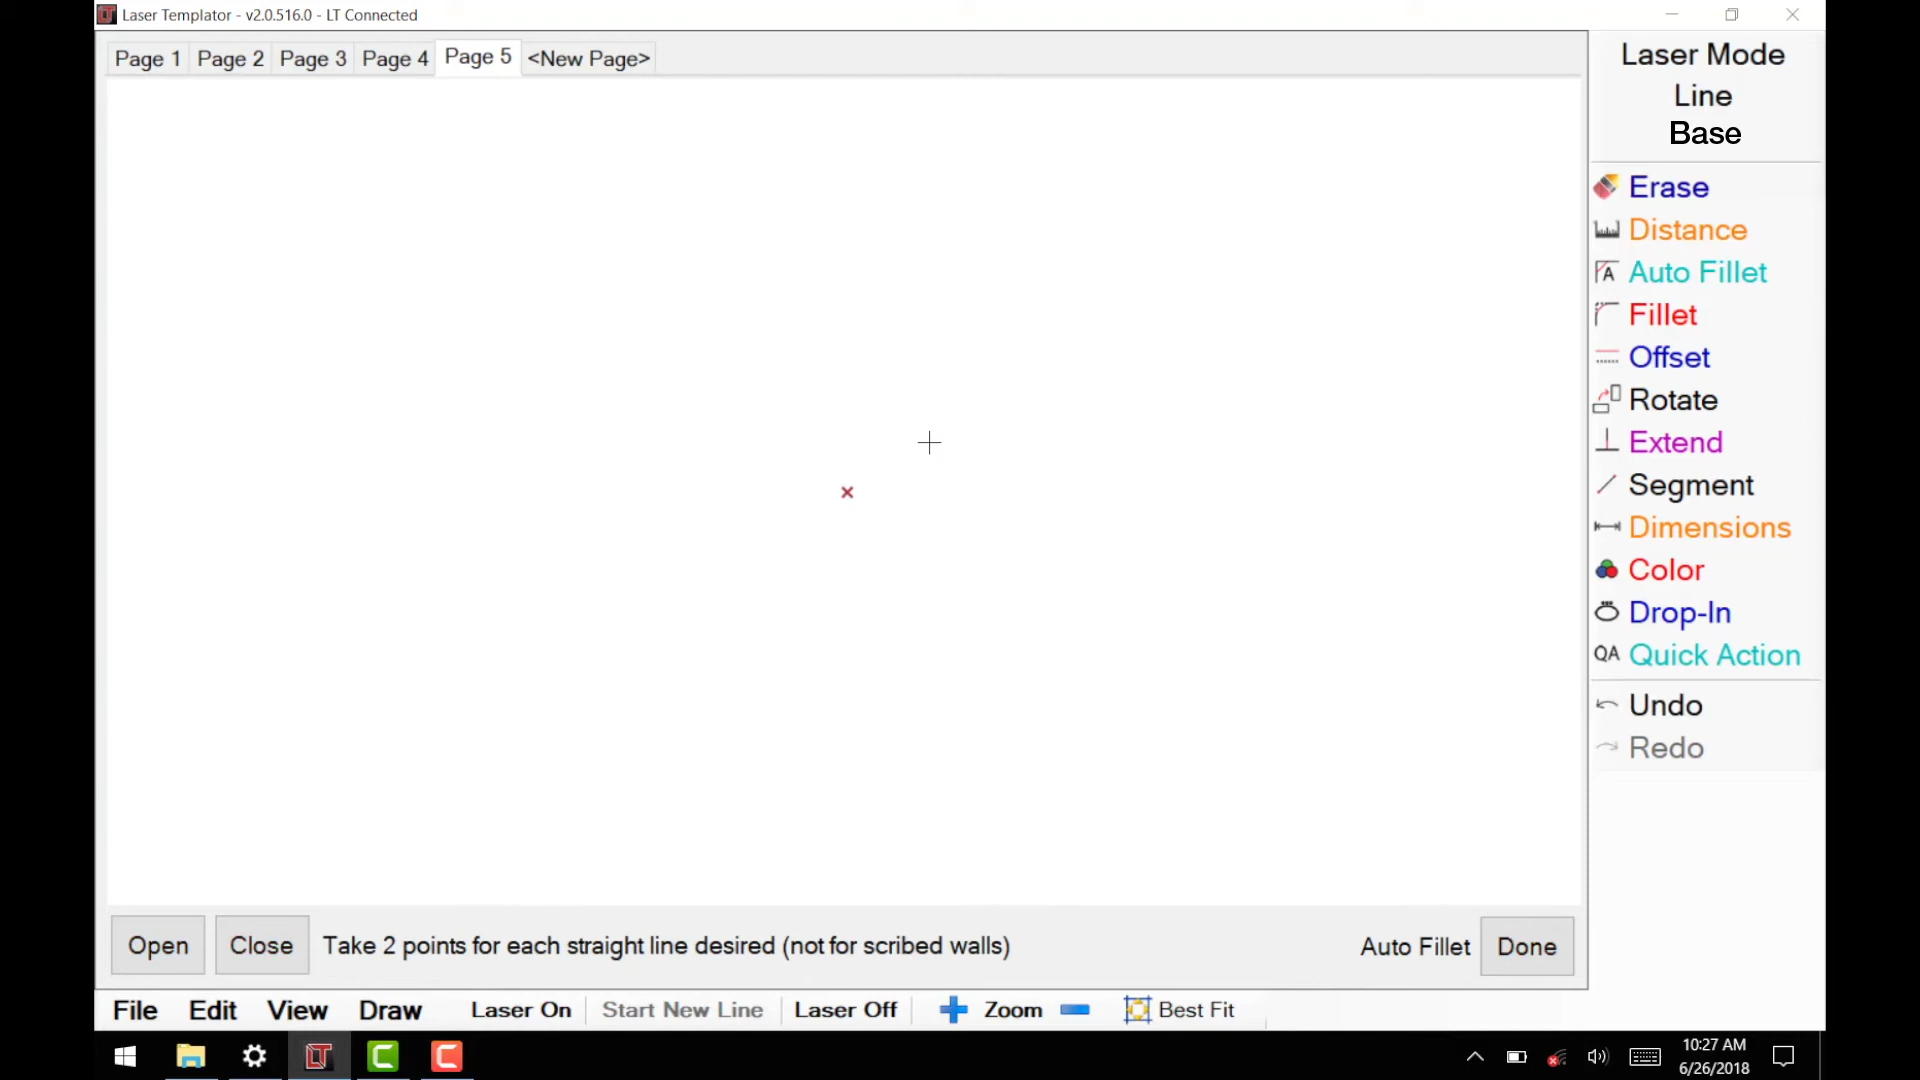 Laser Templator - v2.0.516.0 - LT Connected
Page 1 Page 2 Page 3 Page 4 Page 5 <New Page>
Laser Mode
Line
Base
Erase
Distance
Auto Fillet
Fillet
Offset
Rotate
Extend
Segment
Dimensions
Color
Drop-In
QA Quick Action
Undo
Redo
Open Close Take 2 points for each straight line desired (not for scribed walls) Auto Fillet Done
File Edit View Draw Laser On Start New Line Laser Off Zoom Best Fit
10:27 AM
6/26/2018